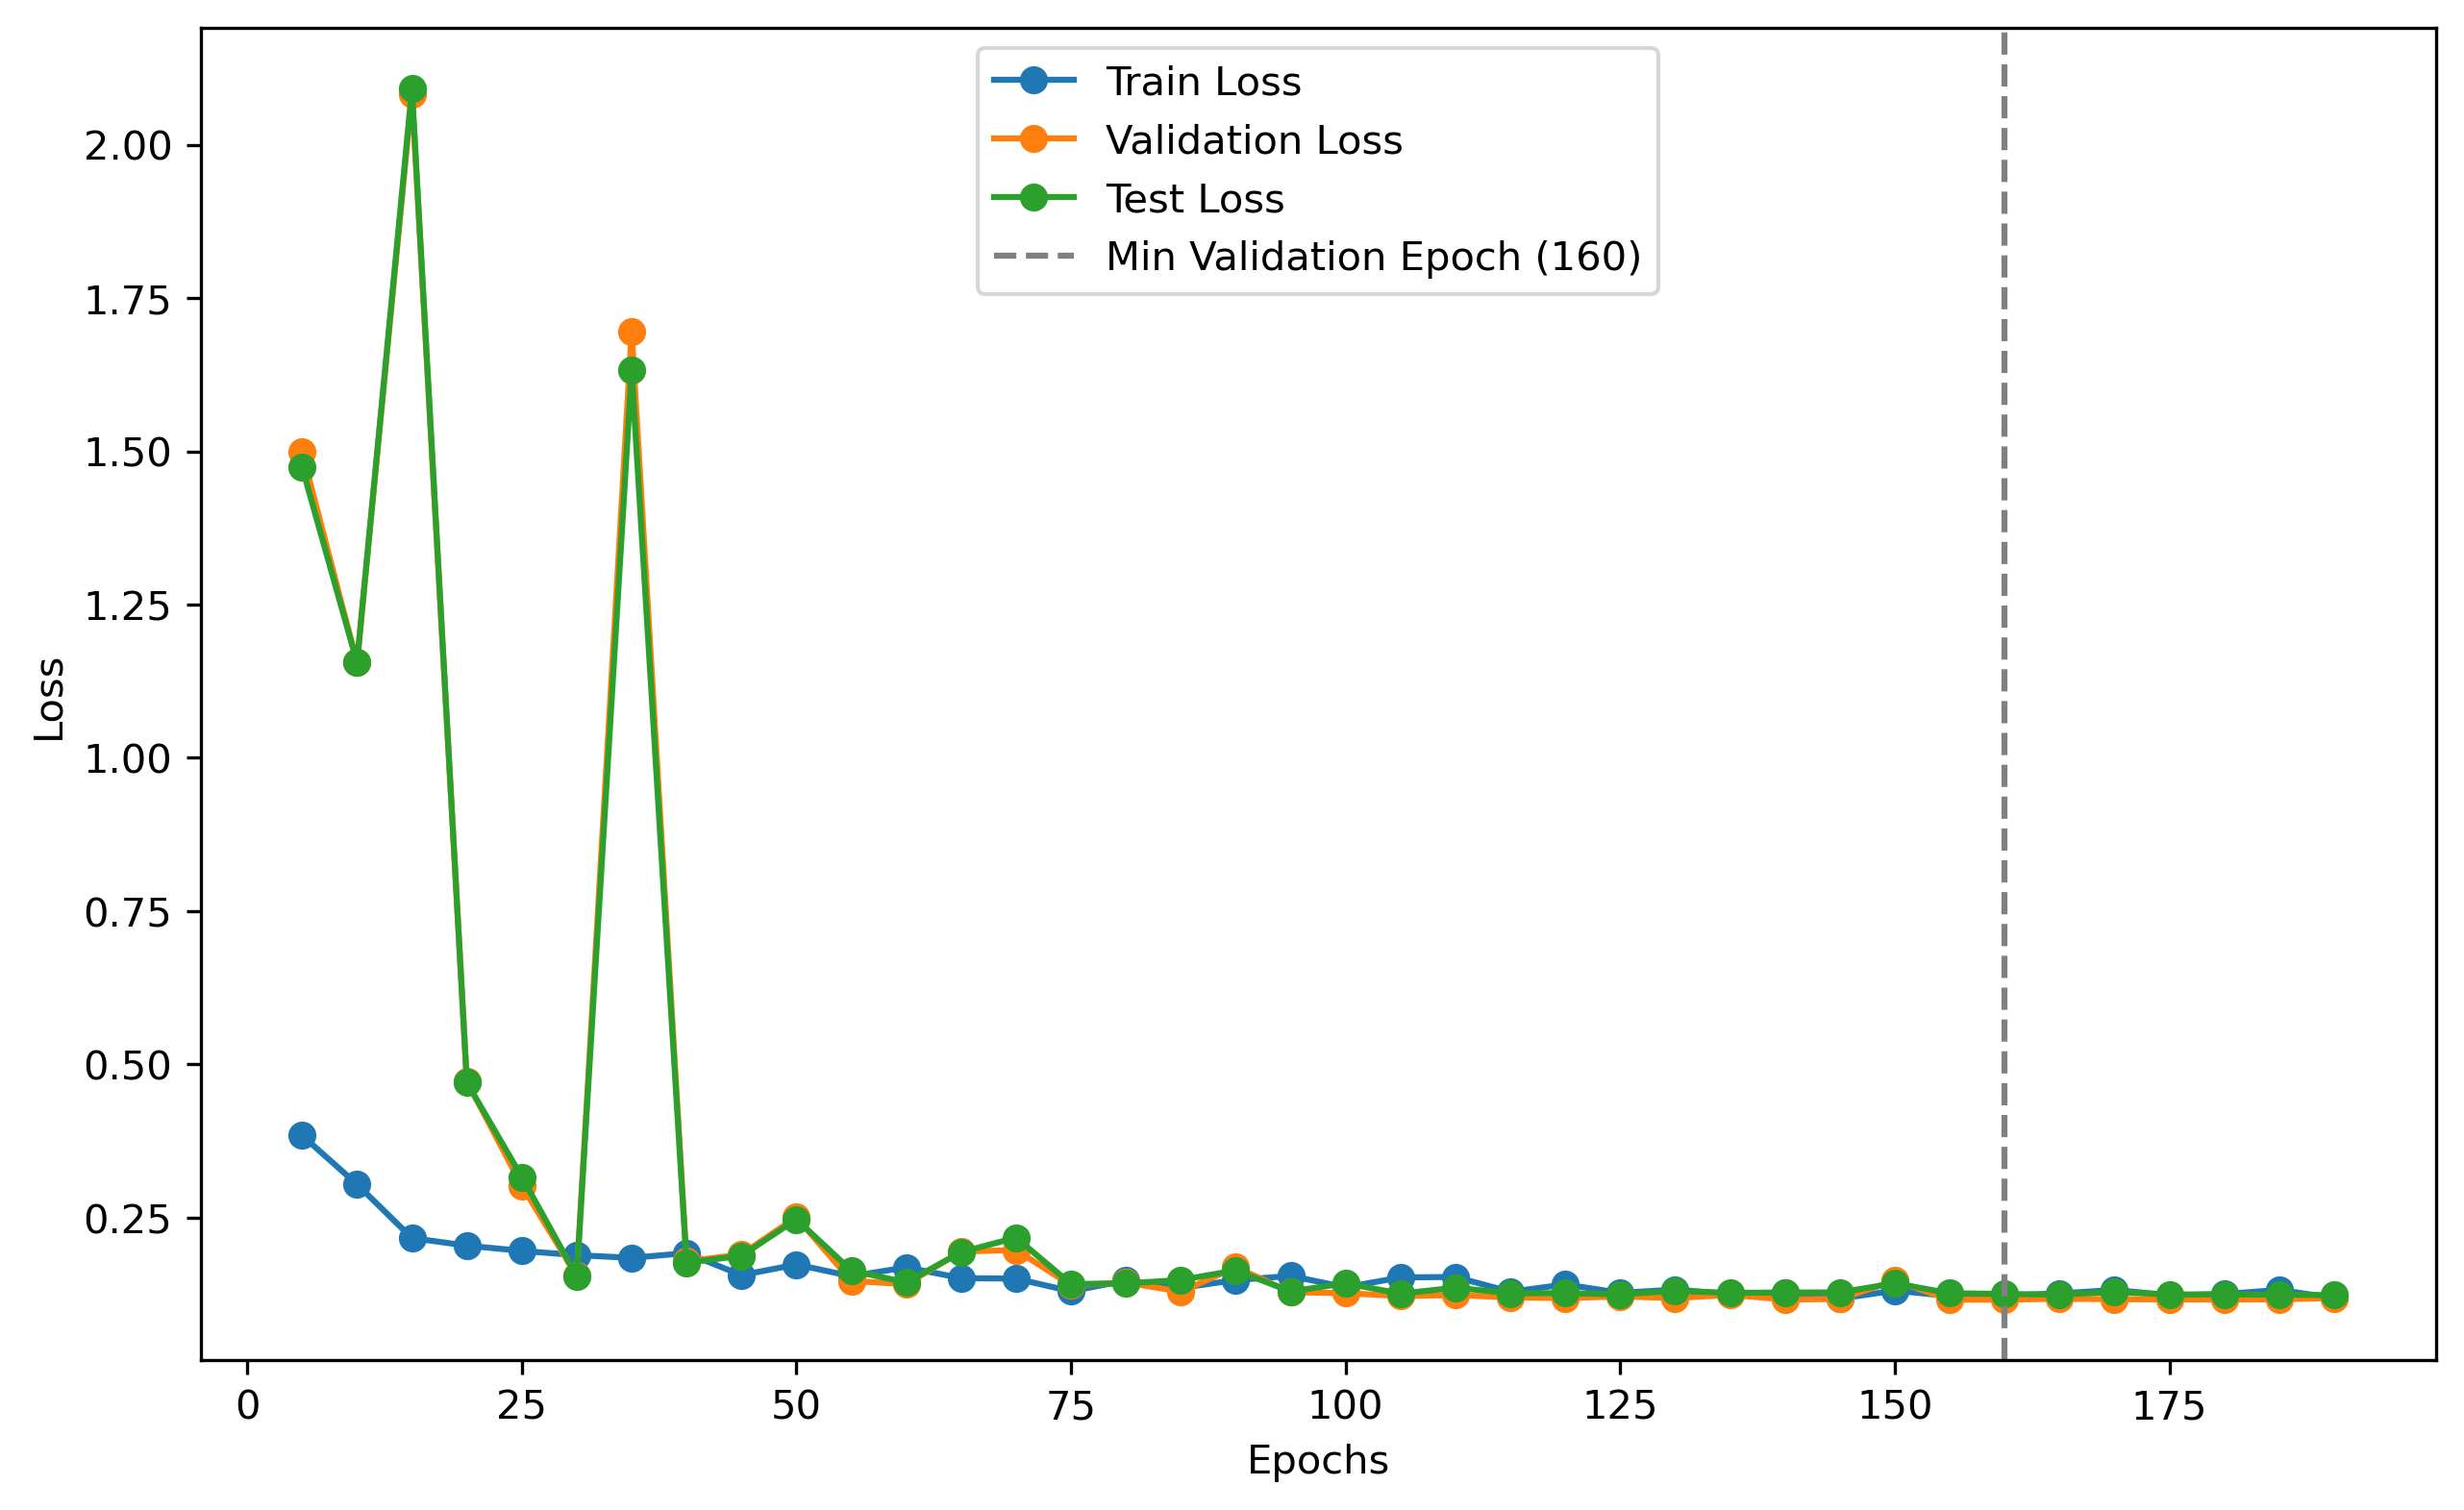 Train Loss
Validation Loss
Test Loss
Min Validation Epoch (160)
2.00
1.75
1.50
1.25
1.00
0.75
0.50
0.25
Loss
0 25 50 75 100 125 150 175
Epochs